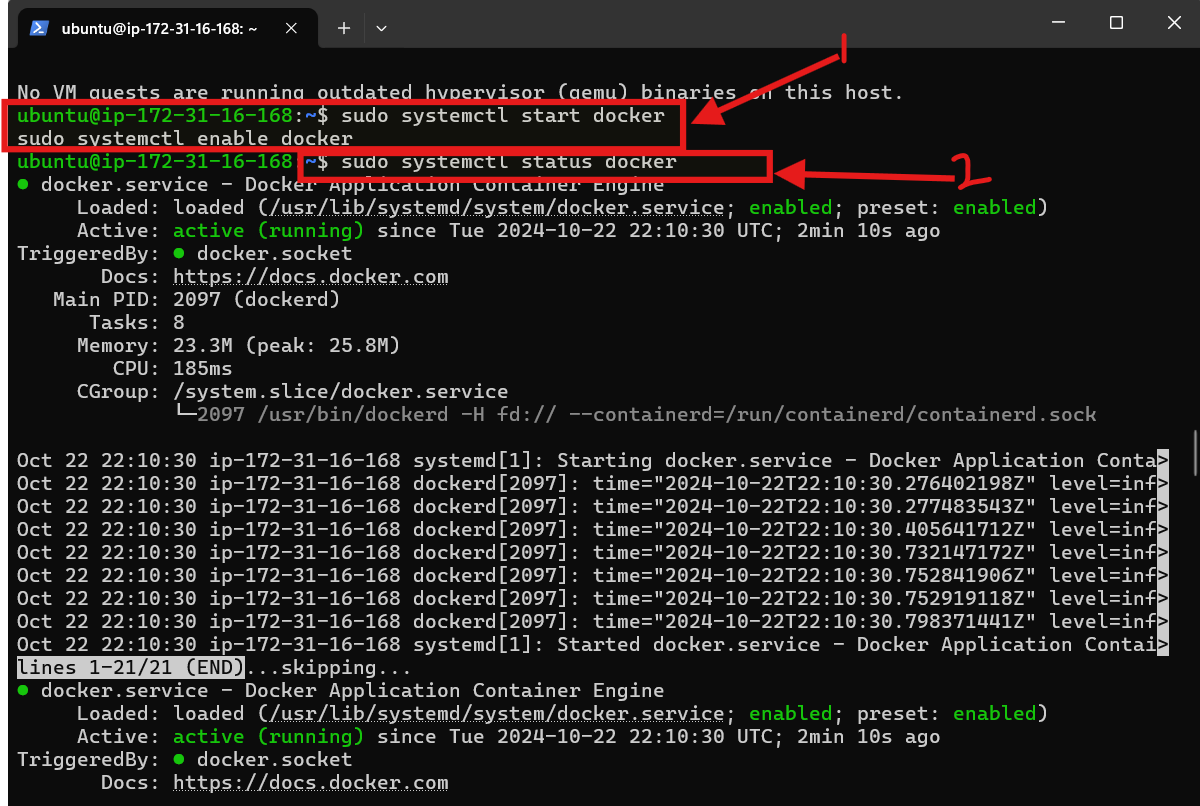 ubuntu@ip-172-31-16-168: ~
1
No VM guests are running outdated hypervisor (qemu) binaries on this host.
ubuntu@ip-172-31-16-168:~$ sudo systemctl start docker
sudo systemctl enable docker
ubuntu@ip-172-31-16-168:~$ sudo systemctl status docker
2
● docker.service - Docker Application Container Engine
Loaded: loaded (/usr/lib/systemd/system/docker.service; enabled; preset: enabled)
Active: active (running) since Tue 2024-10-22 22:10:30 UTC; 2min 10s ago
TriggeredBy: ● docker.socket
Docs: https://docs.docker.com
Main PID: 2097 (dockerd)
Tasks: 8
Memory: 23.3M (peak: 25.8M)
CPU: 185ms
CGroup: /system.slice/docker.service
└─2097 /usr/bin/dockerd -H fd:// --containerd=/run/containerd/containerd.sock
Oct 22 22:10:30 ip-172-31-16-168 systemd[1]: Starting docker.service - Docker Application Conta>
Oct 22 22:10:30 ip-172-31-16-168 dockerd[2097]: time="2024-10-22T22:10:30.276402198Z" level=inf>
Oct 22 22:10:30 ip-172-31-16-168 dockerd[2097]: time="2024-10-22T22:10:30.277483543Z" level=inf>
Oct 22 22:10:30 ip-172-31-16-168 dockerd[2097]: time="2024-10-22T22:10:30.405641712Z" level=inf>
Oct 22 22:10:30 ip-172-31-16-168 dockerd[2097]: time="2024-10-22T22:10:30.732147172Z" level=inf>
Oct 22 22:10:30 ip-172-31-16-168 dockerd[2097]: time="2024-10-22T22:10:30.752841906Z" level=inf>
Oct 22 22:10:30 ip-172-31-16-168 dockerd[2097]: time="2024-10-22T22:10:30.752919118Z" level=inf>
Oct 22 22:10:30 ip-172-31-16-168 dockerd[2097]: time="2024-10-22T22:10:30.798371441Z" level=inf>
Oct 22 22:10:30 ip-172-31-16-168 systemd[1]: Started docker.service - Docker Application Contai>
lines 1-21/21 (END)...skipping...
● docker.service - Docker Application Container Engine
Loaded: loaded (/usr/lib/systemd/system/docker.service; enabled; preset: enabled)
Active: active (running) since Tue 2024-10-22 22:10:30 UTC; 2min 10s ago
TriggeredBy: ● docker.socket
Docs: https://docs.docker.com